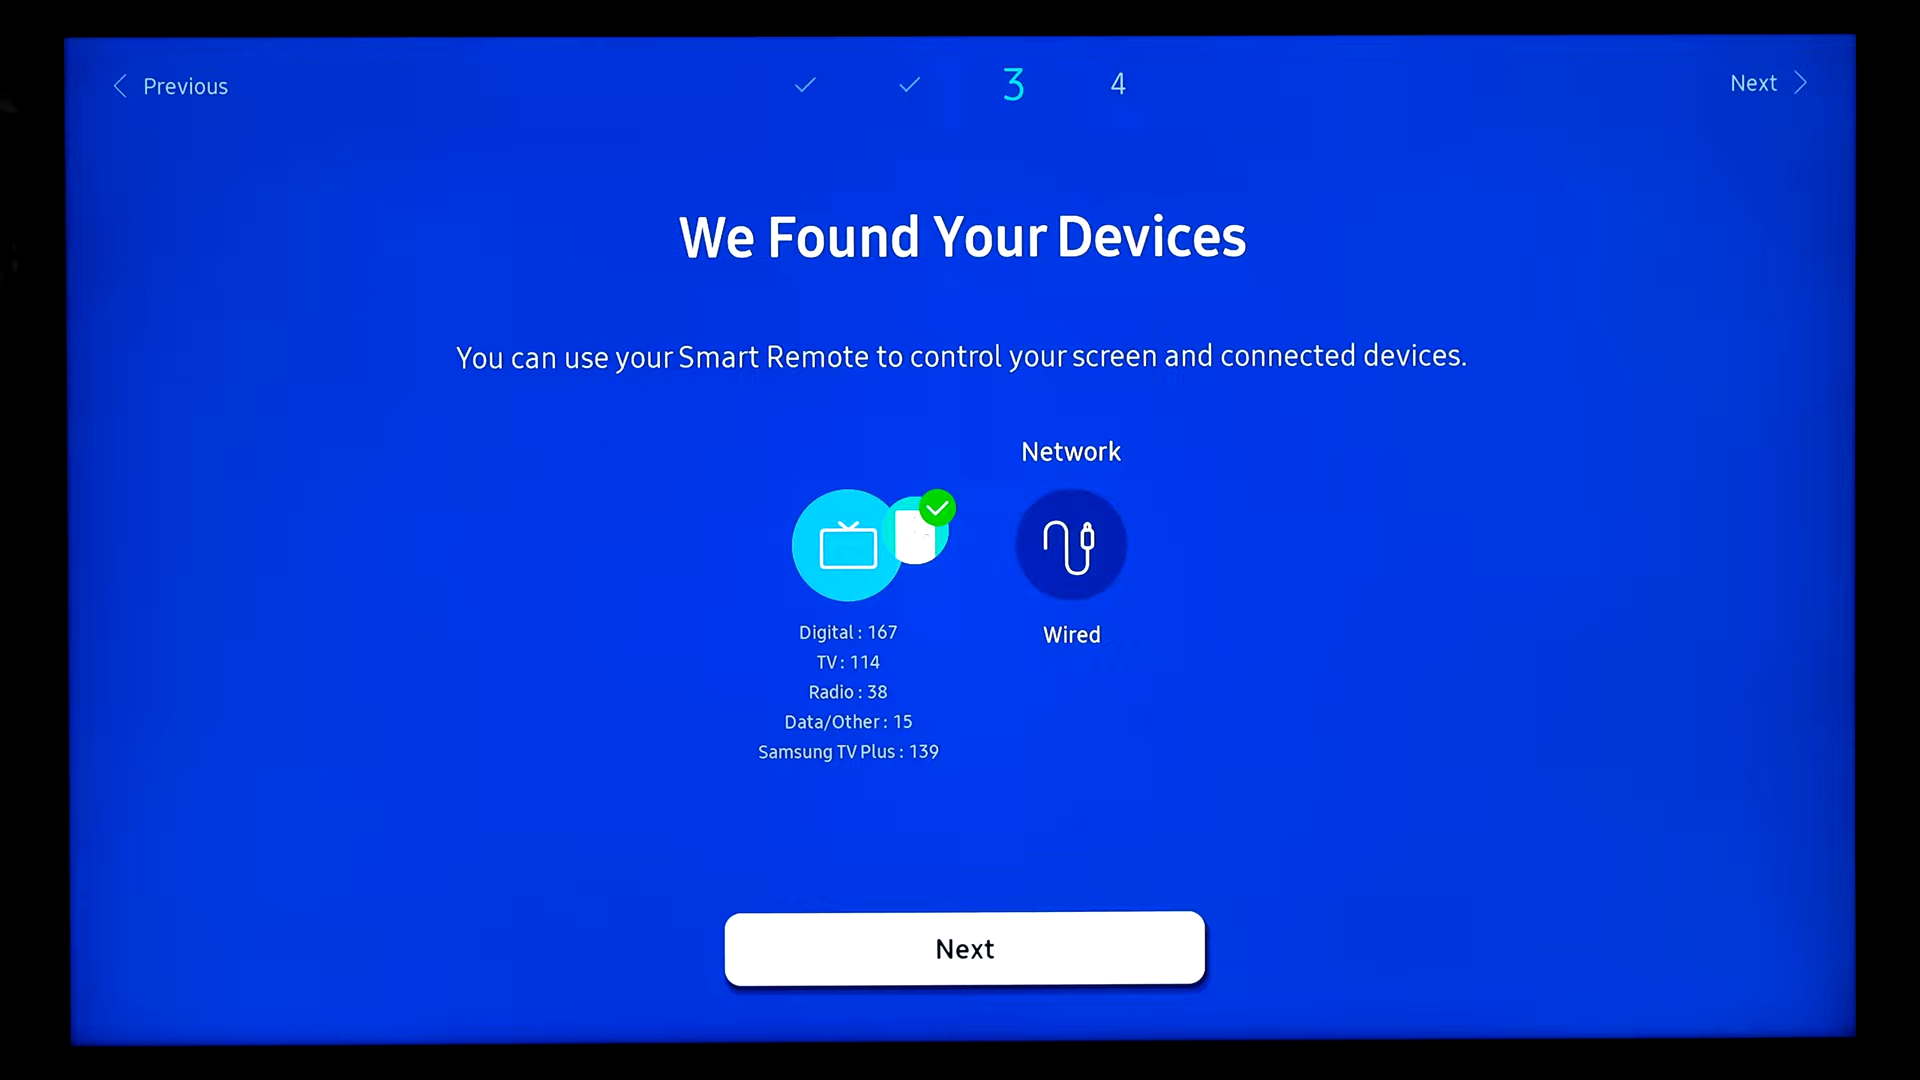 Previous
3
4
Next
We Found Your Devices
You can use your Smart Remote to control your screen and connected devices.
Network
Digital : 167
TV : 114
Radio : 38
Data/Other : 15
Samsung TV Plus : 139
Wired
Next